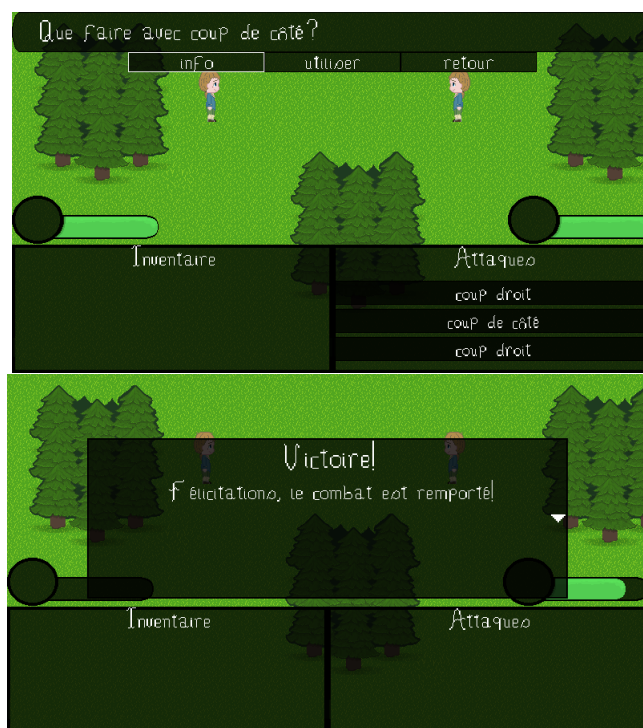 Que faire avec coup de côté?
info utiliser retour
Inventaire Attaques
coup droit
coup de côté
coup droit
Victoire!
Félicitations, le combat est remporté!
Inventaire Attaques